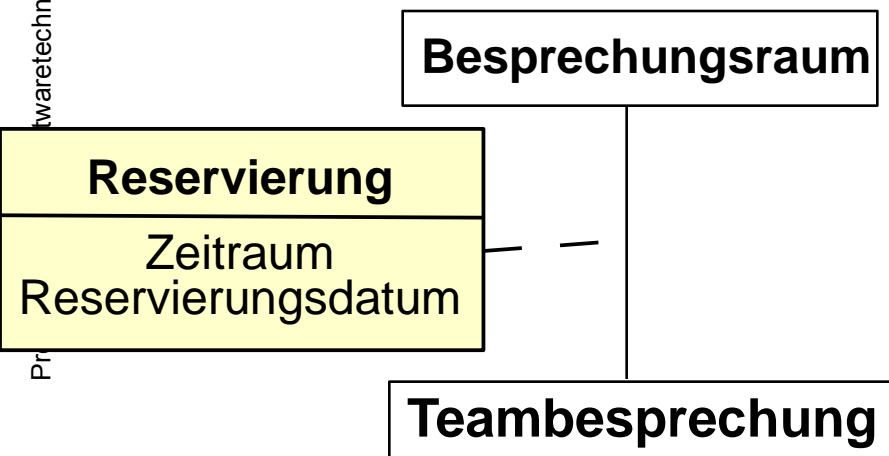 Besprechungsraum
Reservierung
Zeitraum
Reservierungsdatum
Teambesprechung